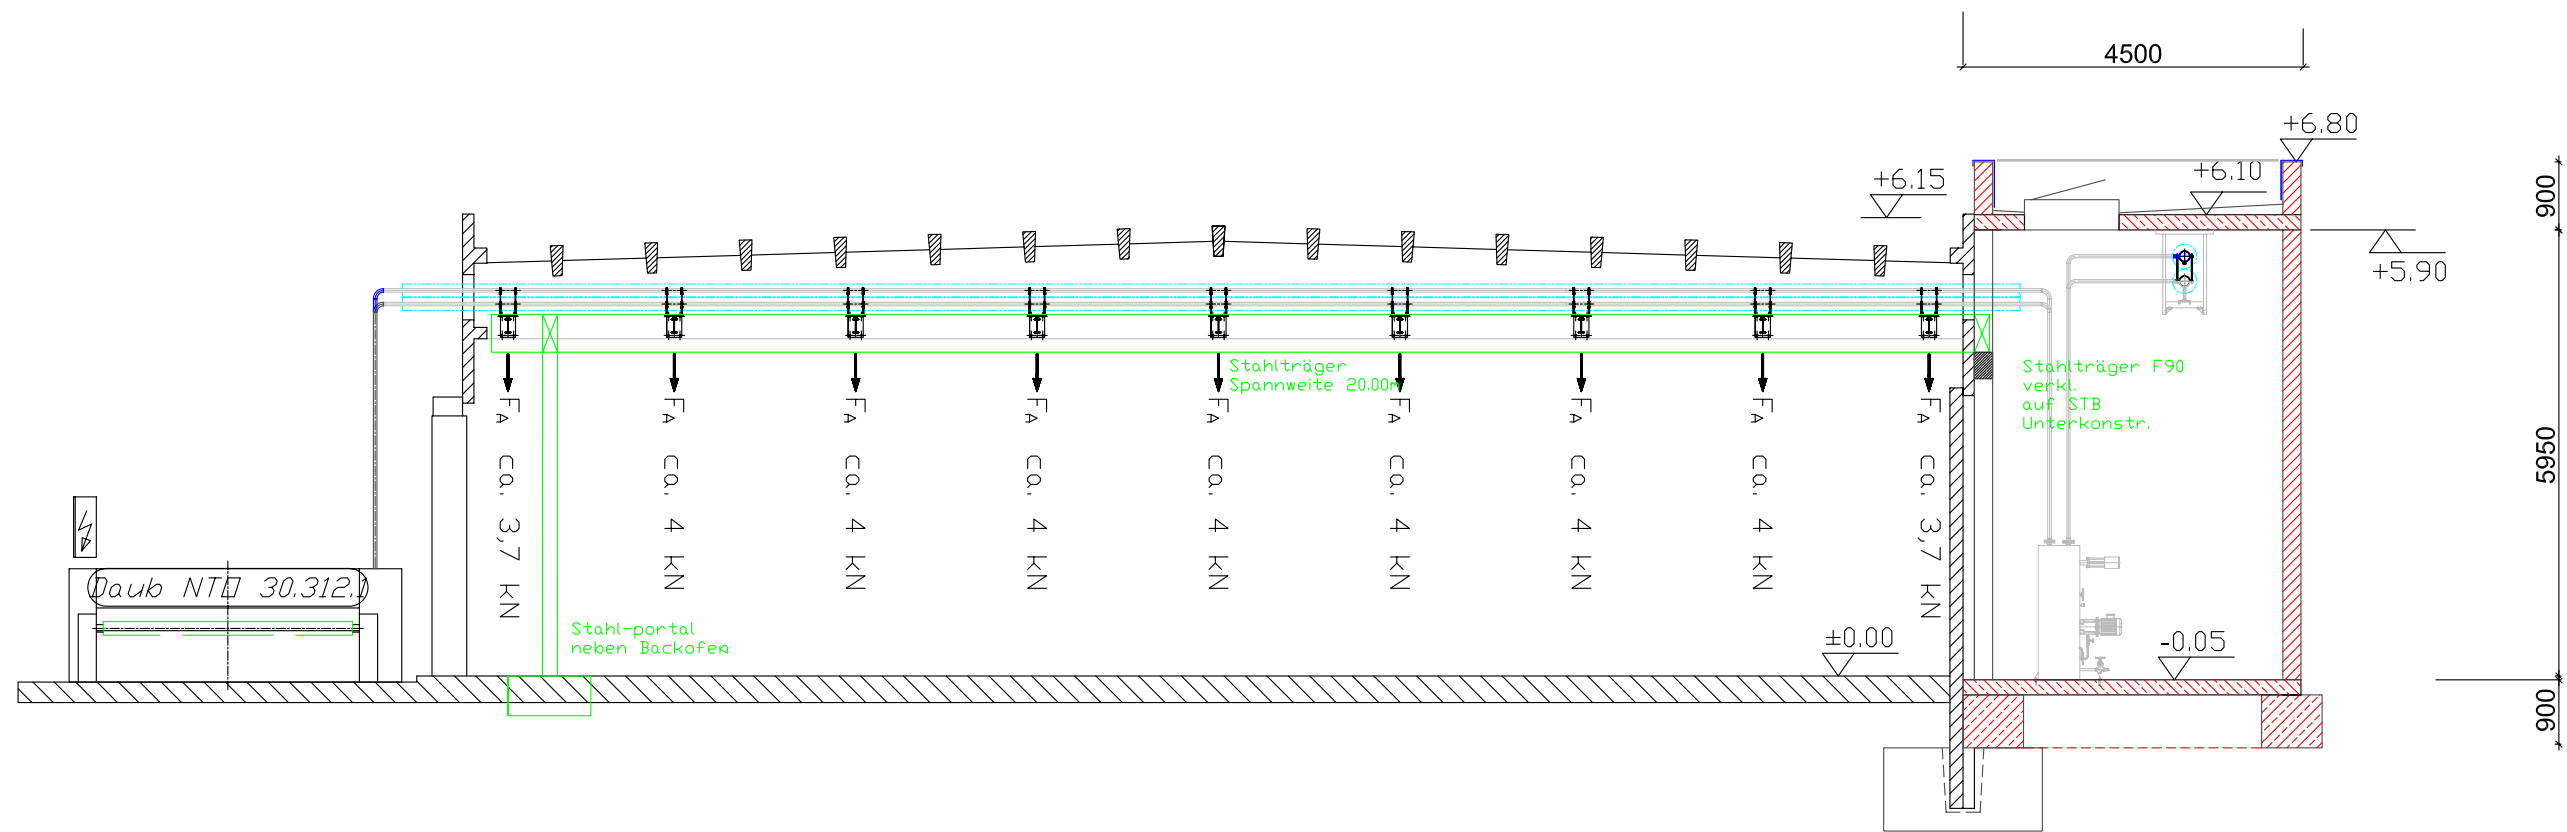 4500
+6.80
+6.15
+6.10
900
+5.90
Stahlträger
Spannweite 20.00m
Stahlträger F90
verkl.
auf STB
Unterkonstr.
FA ca. 3,7 kN
FA ca. 4 kN
FA ca. 4 kN
FA ca. 4 kN
FA ca. 4 kN
FA ca. 4 kN
FA ca. 4 kN
FA ca. 4 kN
FA ca. 3,7 kN
5950
Daub NTO 30.312.1
Stahl-portal
neben Backofen
±0.00
-0.05
900